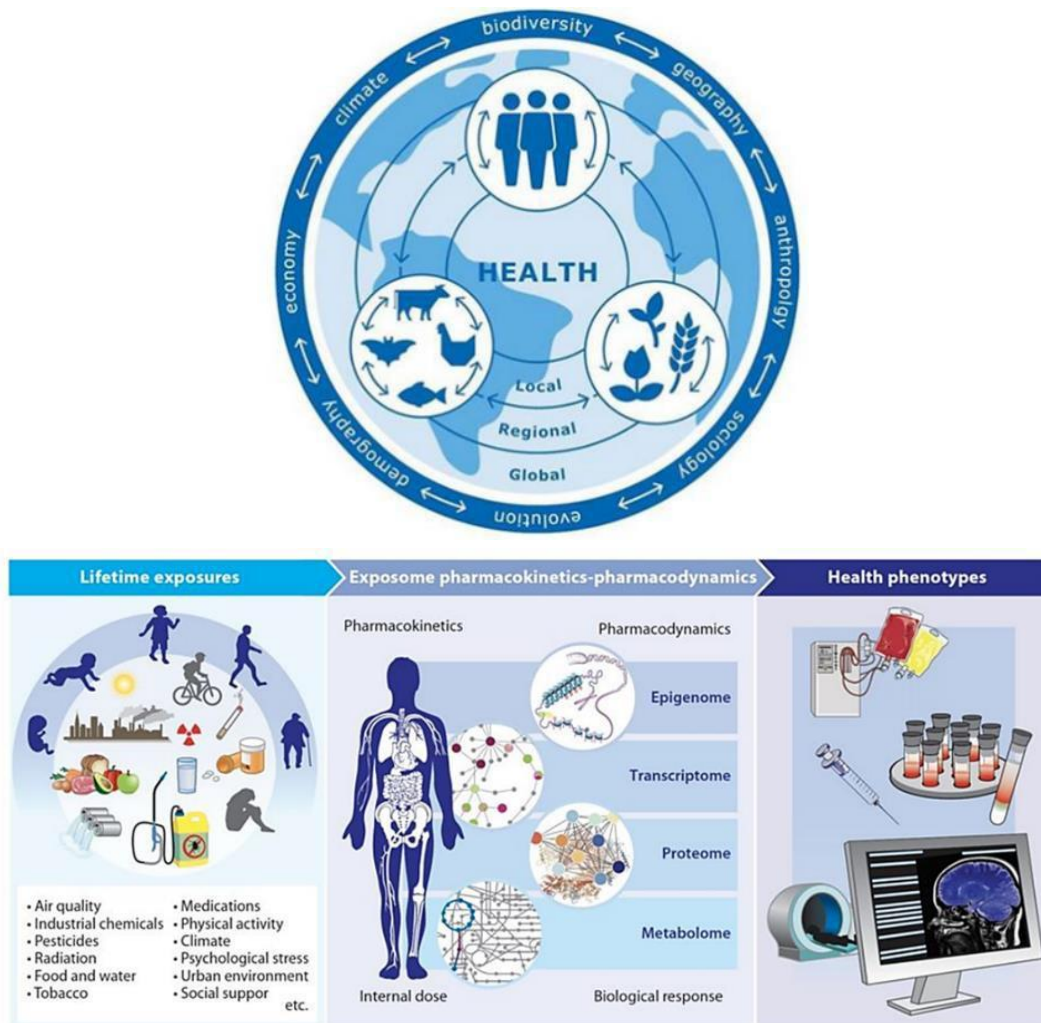 biodiversity
climate
geography
economy
anthropolgy
HEALTH
Local
Regional
Global
demography
sociology
evolution
Lifetime exposures
Exposome pharmacokinetics-pharmacodynamics
Health phenotypes
Pharmacokinetics
Pharmacodynamics
Epigenome
Transcriptome
Proteome
Metabolome
Internal dose
Biological response
• Air quality
• Industrial chemicals
• Pesticides
• Radiation
• Food and water
• Tobacco
• Medications
• Physical activity
• Climate
• Psychological stress
• Urban environment
• Social suppor
etc.